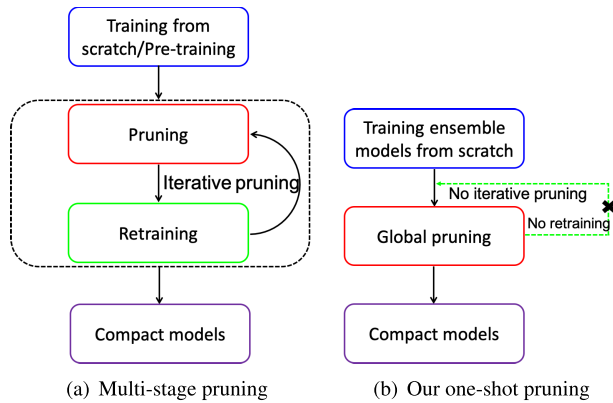 Training from
scratch/Pre-training
Pruning
Iterative pruning
Retraining
Compact models
(a) Multi-stage pruning
Training ensemble
models from scratch
No iterative pruning
No retraining
Global pruning
Compact models
(b) Our one-shot pruning